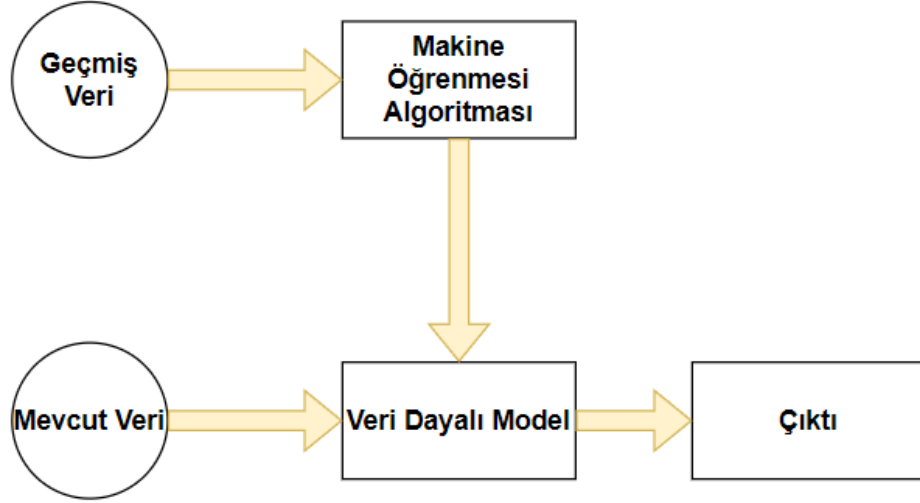 Geçmiş
Veri
Makine
Öğrenmesi
Algoritması
Mevcut Veri
Veri Dayalı Model
Çıktı